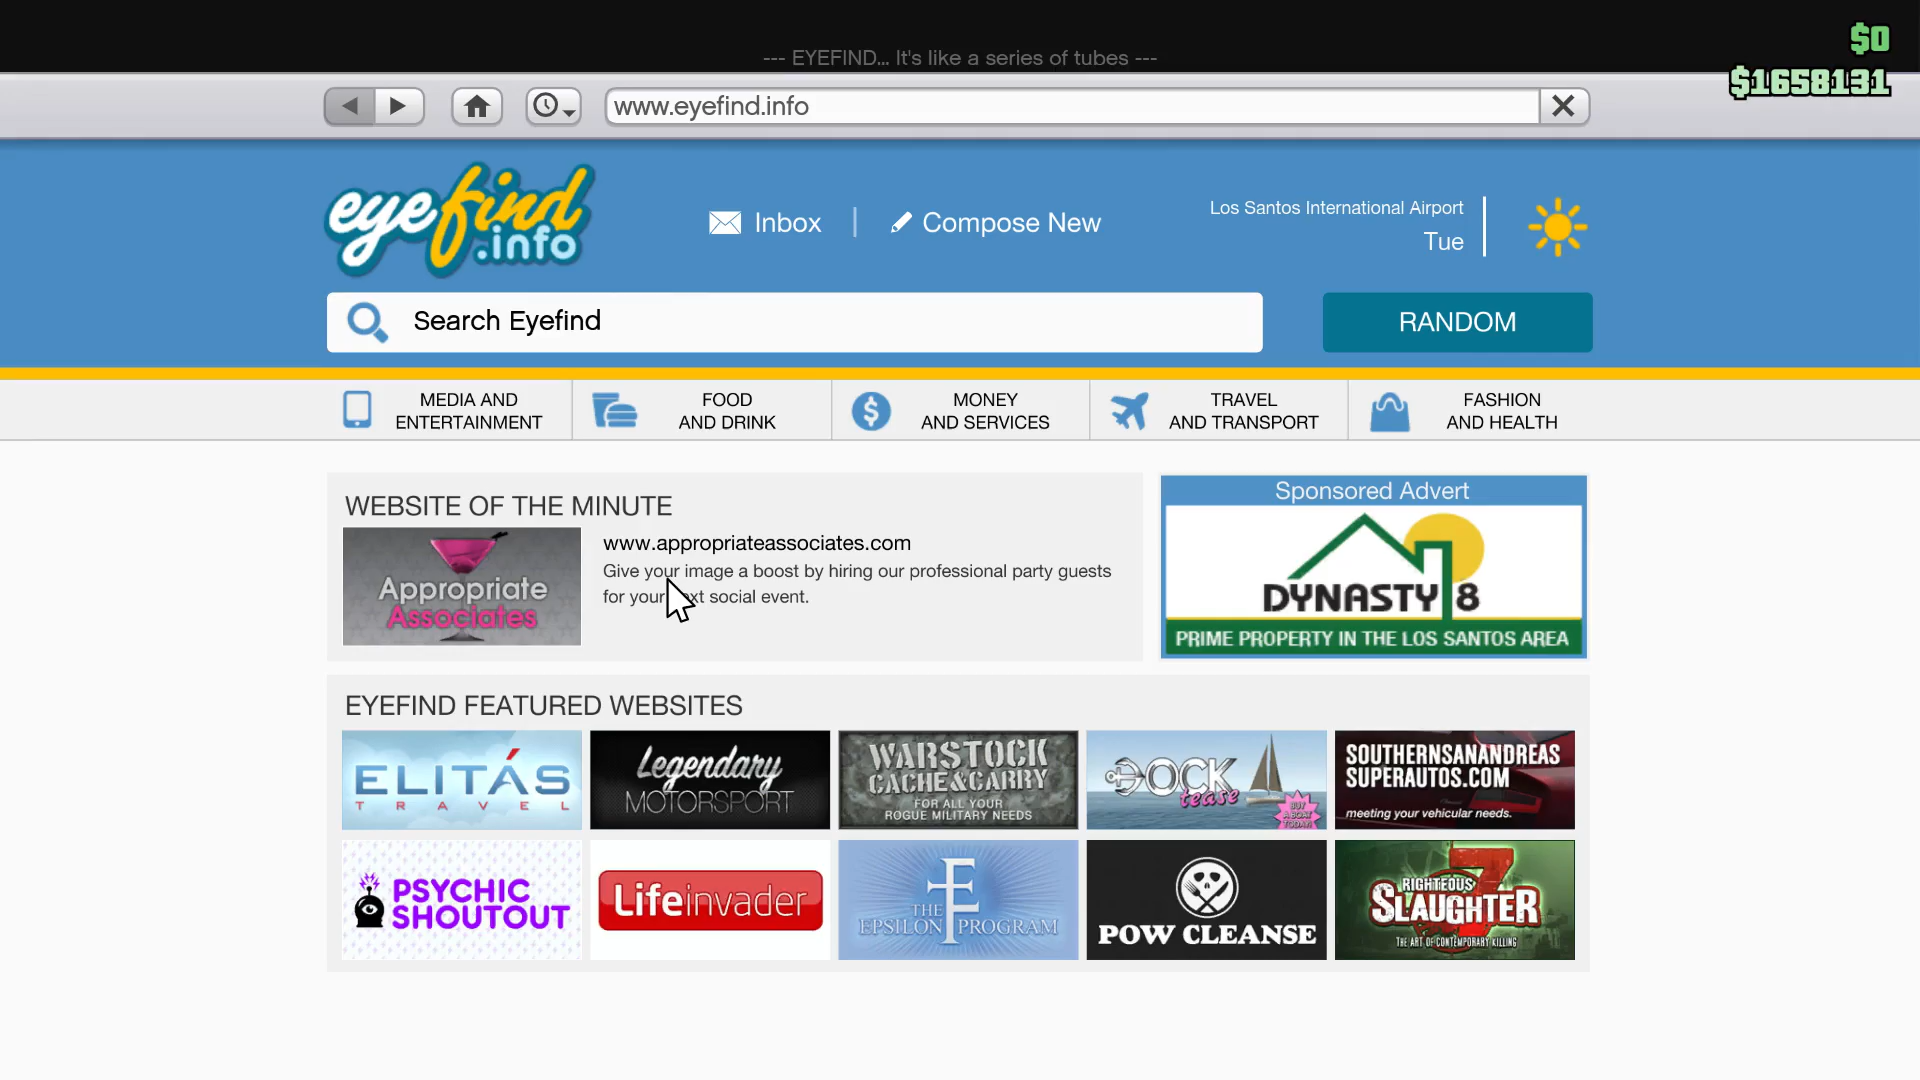 $0
--- EYEFIND... It's like a series of tubes ---
$1658131
www.eyefind.info
eyefind
.info
Inbox
Compose New
Los Santos International Airport
Tue
Search Eyefind
RANDOM
MEDIA AND
ENTERTAINMENT
FOOD
AND DRINK
MONEY
AND SERVICES
TRAVEL
AND TRANSPORT
FASHION
AND HEALTH
WEBSITE OF THE MINUTE
Appropriate
Associates
www.appropriateassociates.com
Give your image a boost by hiring our professional party guests
for your social event.
Sponsored Advert
DYNASTY 8
PRIME PROPERTY IN THE LOS SANTOS AREA
EYEFIND FEATURED WEBSITES
ELITÁS
TRAVEL
Legendary
MOTORSPORT
WARSTOCK
CACHE&CARRY
FOR ALL YOUR
ROGUE MILITARY NEEDS
DOCK
tease
BUY
A BOAT
TODAY!
SOUTHERNSANANDREAS
SUPERAUTOS.COM
meeting your vehicular needs.
PSYCHIC
SHOUTOUT
Lifeinvader
THE
EPSILON PROGRAM
POW CLEANSE
RIGHTEOUS
SLAUGHTER
7
THE ART OF CONTEMPORARY KILLING